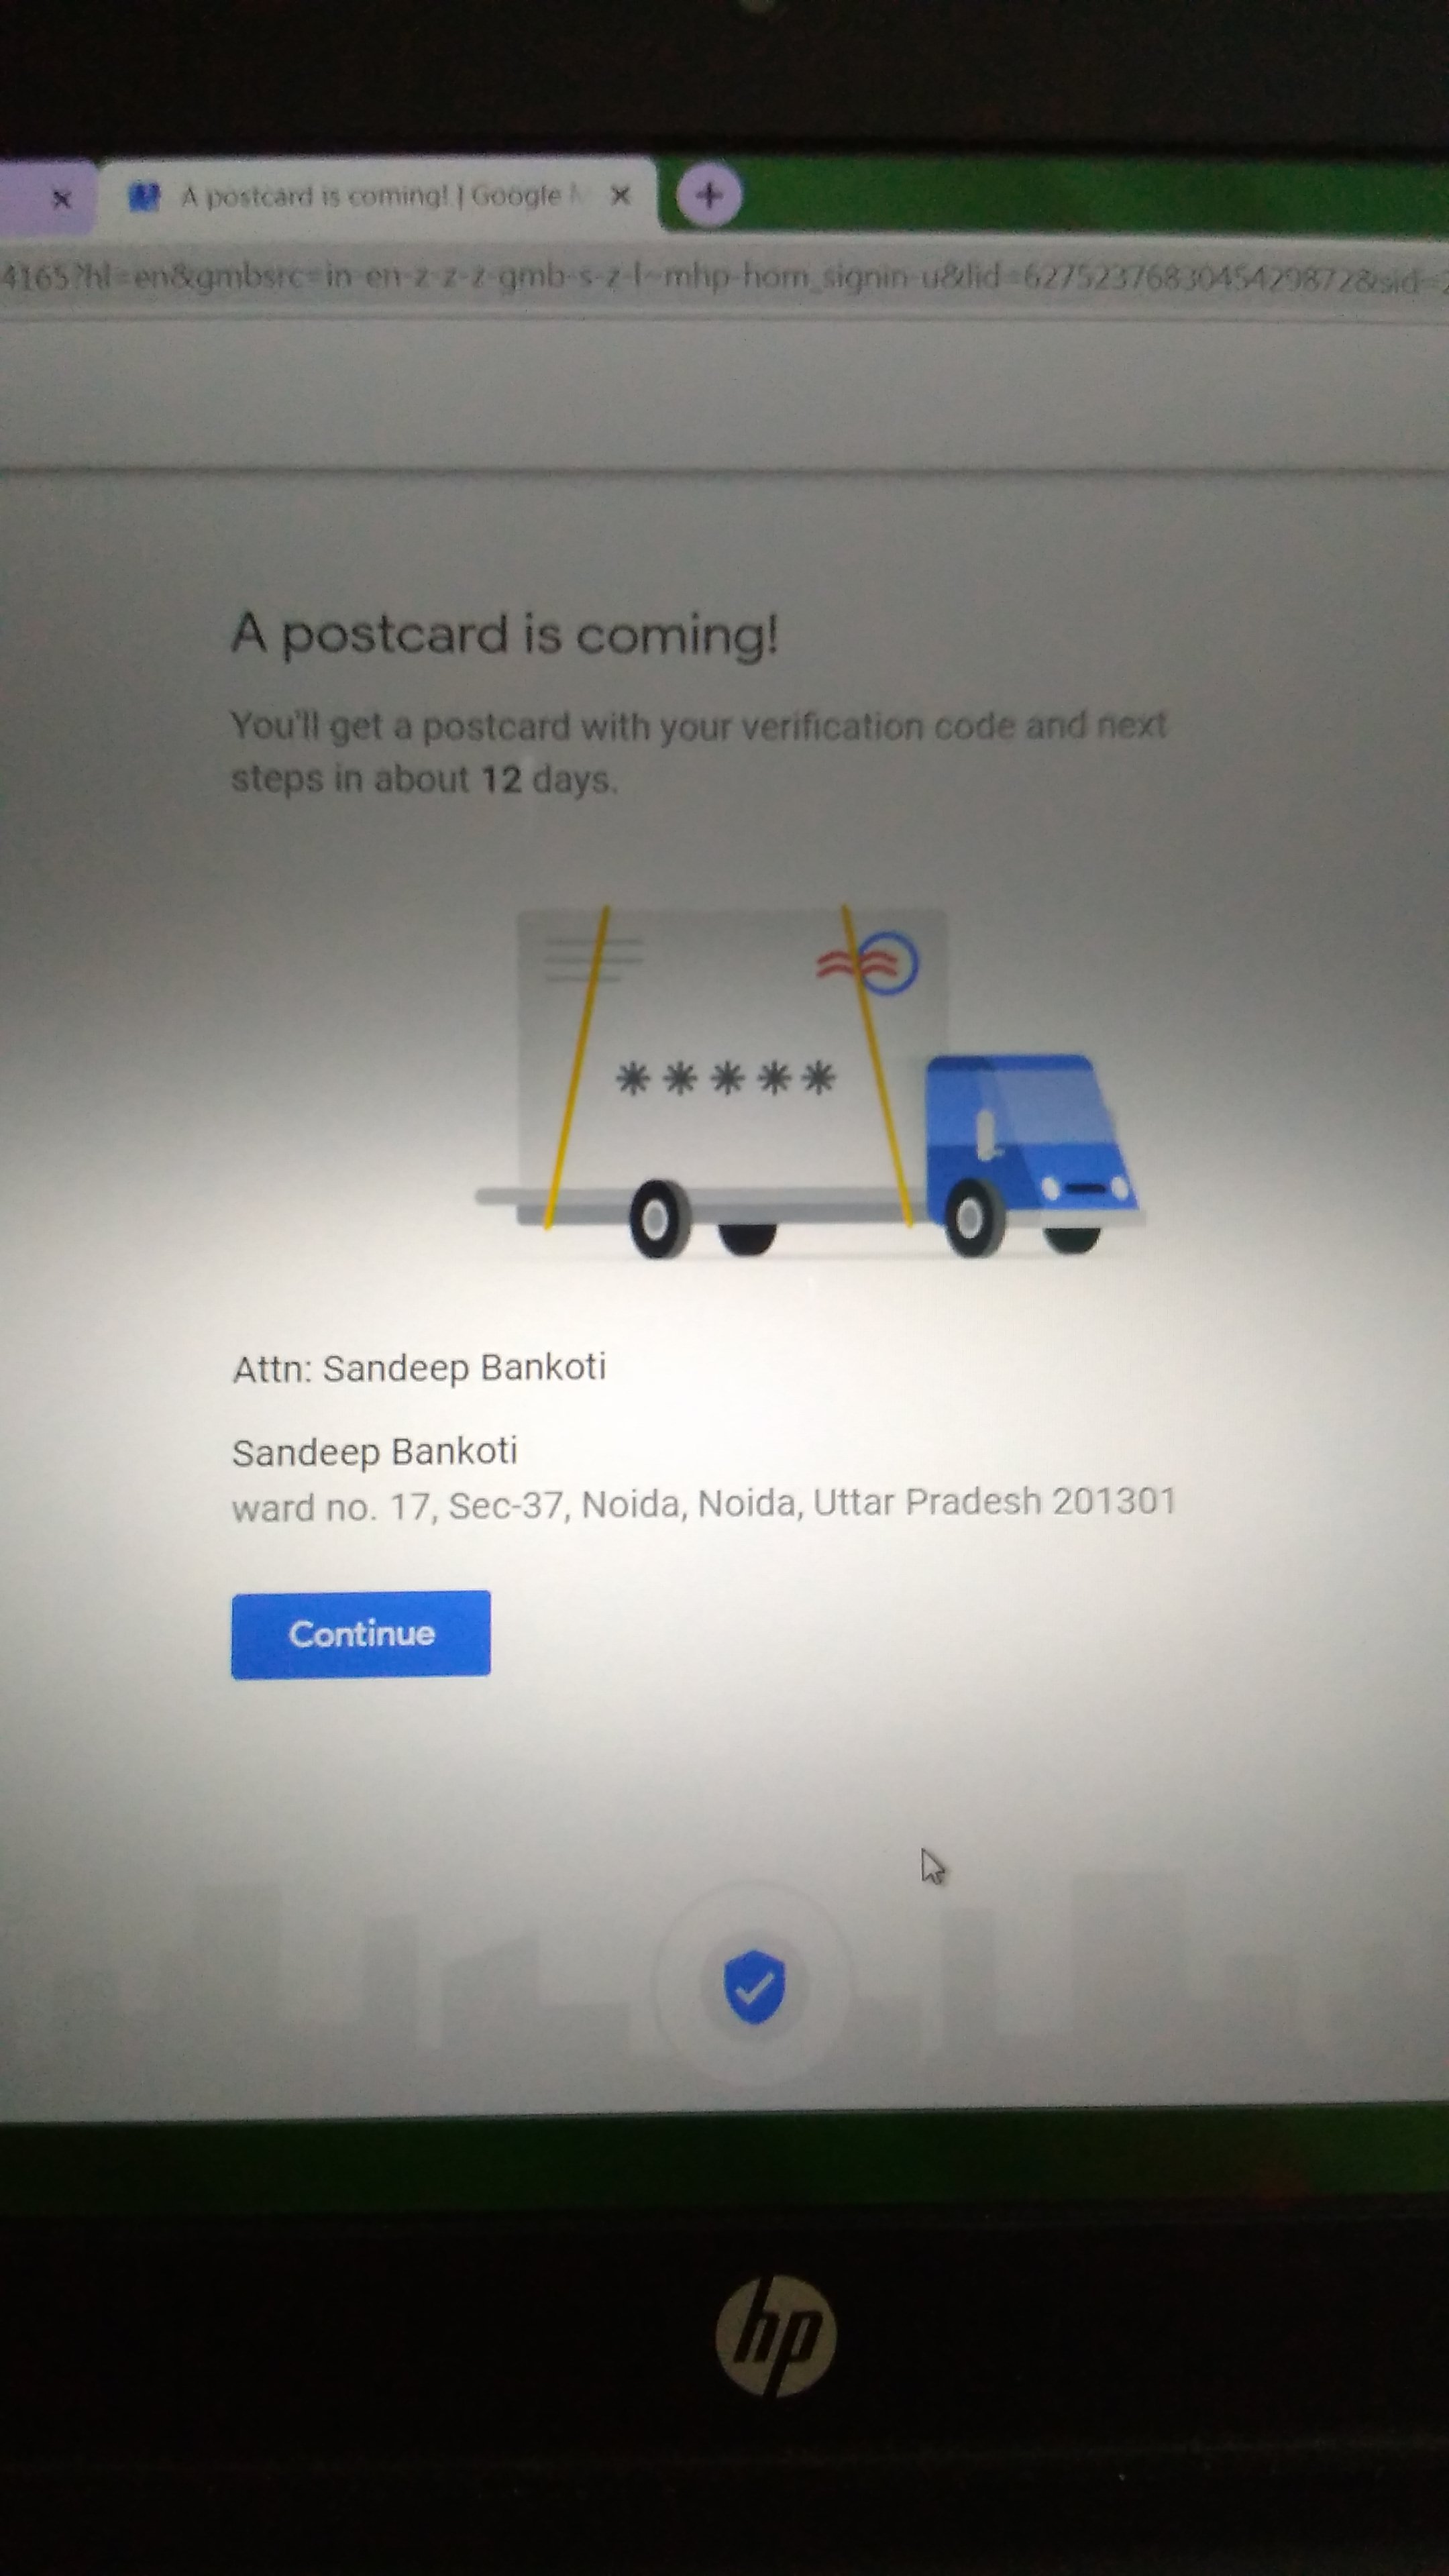 A postcard is coming! | Google
4165?hl=en&gmbsrc=in-en-z-z-z-gmb-s-z-l~mhp-hom_signin-u&lid=6275237683045429872&sid=
A postcard is coming!
You'll get a postcard with your verification code and next
steps in about 12 days.
*****
Attn: Sandeep Bankoti
Sandeep Bankoti
ward no. 17, Sec-37, Noida, Noida, Uttar Pradesh 201301
Continue
hp